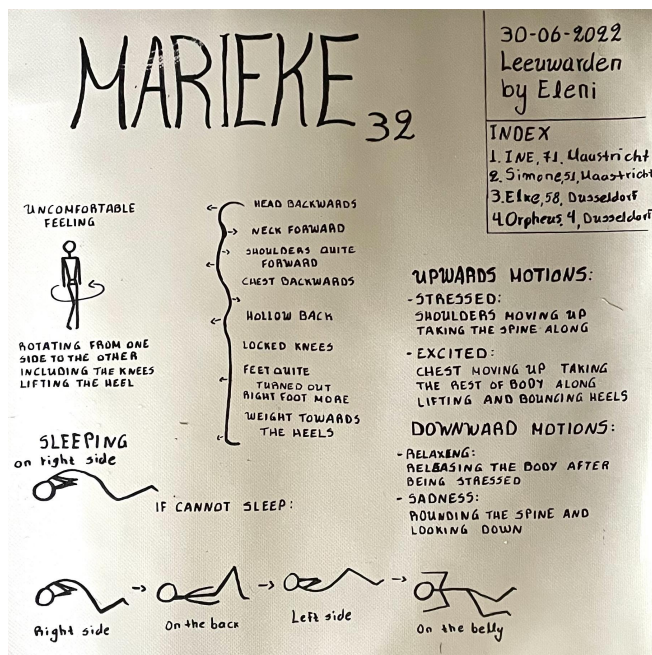 MARIEKE 32
30-06-2022
Leeuwarden
by Eleni
INDEX
1. INE, 71, Maustricht
2. Simone, 51, Maastricht
3. Elke, 58, Dusseldorf
4. Orpheus, 4, Dusseldorf
UNCOMFORTABLE
FEELING
ROTATING FROM ONE
SIDE TO THE OTHER
INCLUDING THE KNEES
LIFTING THE HEEL
HEAD BACKWARDS
NECK FORWARD
SHOULDERS QUITE
FORWARD
CHEST BACKWARDS
HOLLOW BACK
LOCKED KNEES
FEET QUITE
TURNED OUT
RIGHT FOOT MORE
WEIGHT TOWARDS
THE HEELS
UPWARDS MOTIONS:
- STRESSED:
SHOULDERS MOVING UP
TAKING THE SPINE ALONG
- EXCITED:
CHEST MOVING UP TAKING
THE REST OF BODY ALONG
LIFTING AND BOUNCING HEELS
DOWNWARD MOTIONS:
- RELAXING:
RELEASING THE BODY AFTER
BEING STRESSED
- SADNESS:
ROUNDING THE SPINE AND
LOOKING DOWN
SLEEPING
on right side
IF CANNOT SLEEP:
Right side
On the back
Left side
On the belly